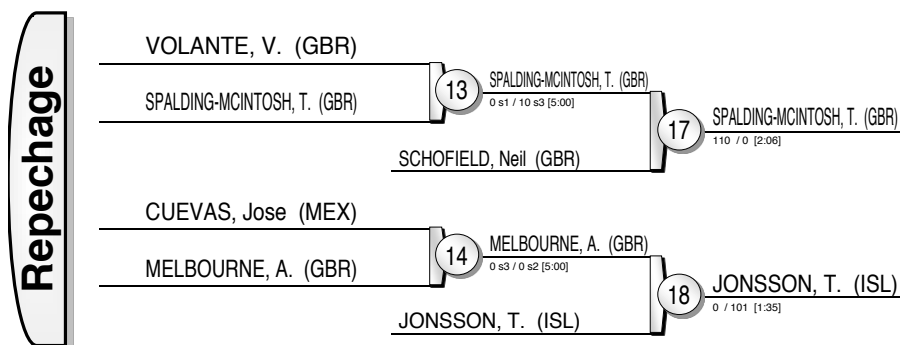 Repechage
VOLANTE, V. (GBR)
SPALDING-MCINTOSH, T. (GBR)
13
SPALDING-MCINTOSH, T. (GBR)
0 s1 / 10 s3 [5:00]
SCHOFIELD, Neil (GBR)
17
SPALDING-MCINTOSH, T. (GBR)
110 / 0 [2:06]
CUEVAS, Jose (MEX)
MELBOURNE, A. (GBR)
14
MELBOURNE, A. (GBR)
0 s3 / 0 s2 [5:00]
JONSSON, T. (ISL)
18
JONSSON, T. (ISL)
0 / 101 [1:35]